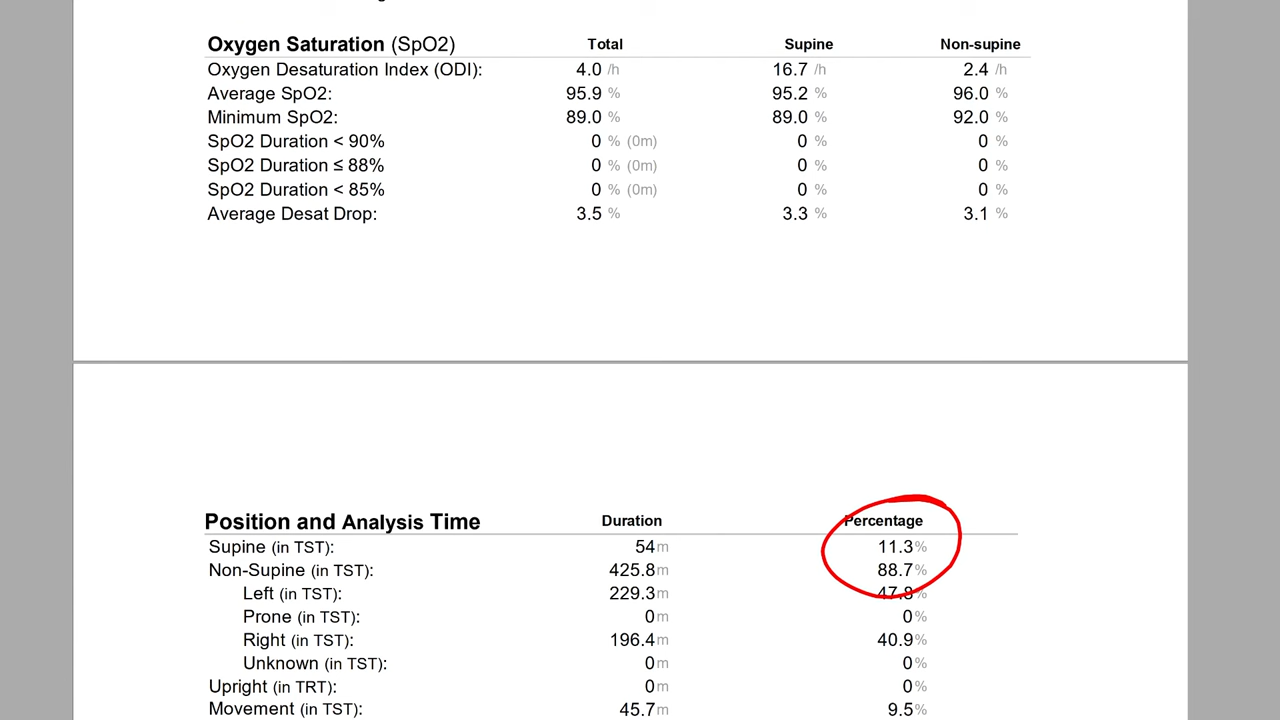 Oxygen Saturation (SpO2) Total Supine Non-supine
Oxygen Desaturation Index (ODI): 4.0 /h 16.7 /h 2.4 /h
Average SpO2: 95.9 % 95.2 % 96.0 %
Minimum SpO2: 89.0 % 89.0 % 92.0 %
SpO2 Duration < 90% 0 % (0m) 0 % 0 %
SpO2 Duration ≤ 88% 0 % (0m) 0 % 0 %
SpO2 Duration < 85% 0 % (0m) 0 % 0 %
Average Desat Drop: 3.5 % 3.3 % 3.1 %
Position and Analysis Time Duration Percentage
Supine (in TST): 54m 11.3%
Non-Supine (in TST): 425.8m 88.7%
Left (in TST): 229.3m 47.8%
Prone (in TST): 0m 0%
Right (in TST): 196.4m 40.9%
Unknown (in TST): 0m 0%
Upright (in TRT): 0m 0%
Movement (in TST): 45.7m 9.5%